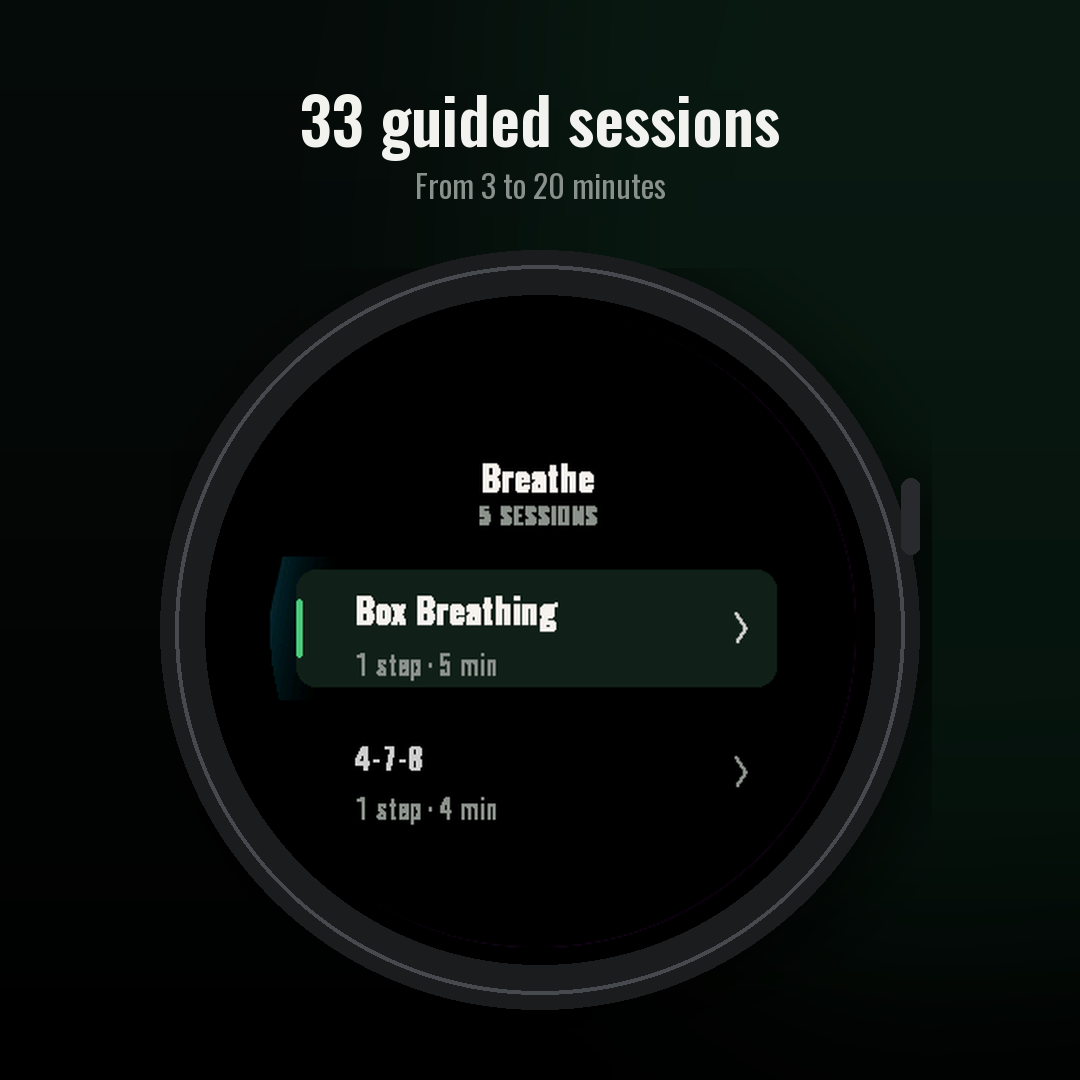 33 guided sessions
From 3 to 20 minutes
Breathe
5 SESSIONS
Box Breathing
1 step · 5 min
4-7-8
1 step · 4 min